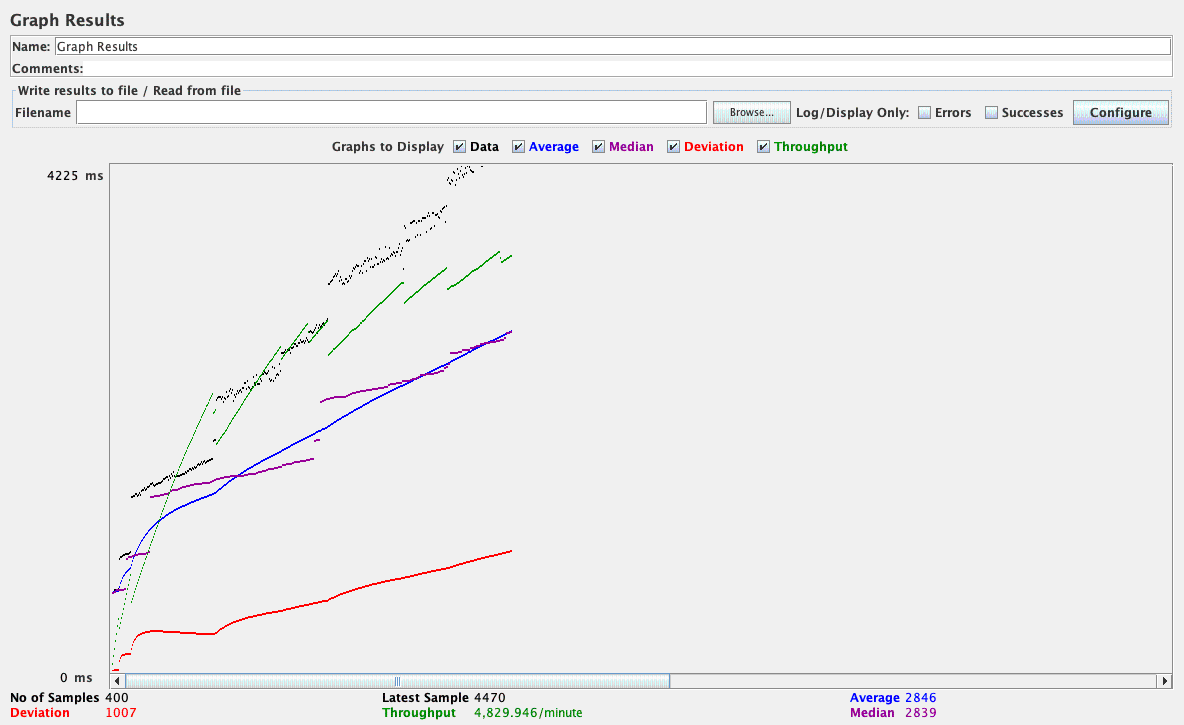 Graph Results
Name: Graph Results
Comments:
Write results to file / Read from file
Filename Browse... Log/Display Only: Errors Successes Configure
Graphs to Display Data Average Median Deviation Throughput
4225 ms
0 ms
No of Samples 400 Latest Sample 4470 Average 2846
Deviation 1007 Throughput 4,829.946/minute Median 2839